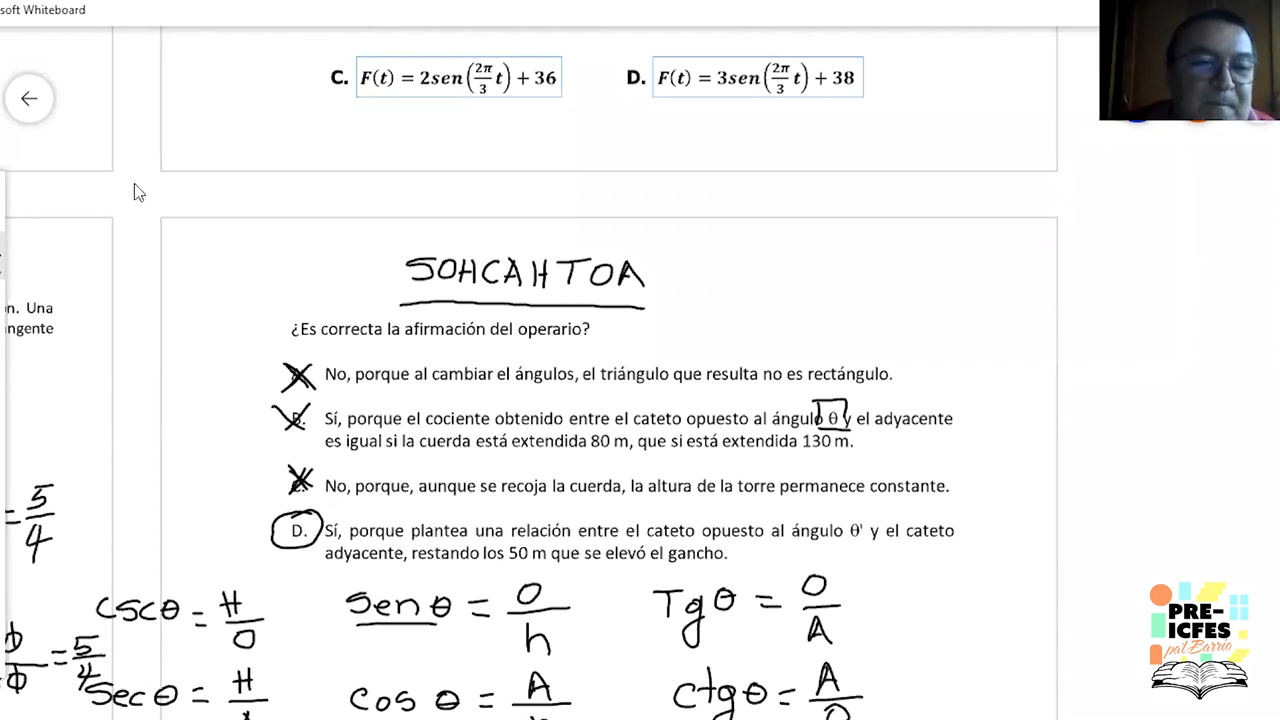 soft Whiteboard
C. F(t) = 2sen(2π/3 t) + 36
D. F(t) = 3sen(2π/3 t) + 38
n. Una
ngente
SOHCAHTOA
¿Es correcta la afirmación del operario?
No, porque al cambiar el ángulos, el triángulo que resulta no es rectángulo.
B. Sí, porque el cociente obtenido entre el cateto opuesto al ángulo θ y el adyacente
es igual si la cuerda está extendida 80 m, que si está extendida 130 m.
No, porque, aunque se recoja la cuerda, la altura de la torre permanece constante.
D. Sí, porque plantea una relación entre el cateto opuesto al ángulo θ' y el cateto
adyacente, restando los 50 m que se elevó el gancho.
= 5/4
= 5/4
cscθ = H/O
senθ = O/h
Tgθ = O/A
secθ = H
cosθ = A
ctgθ = A/O
PRE-
ICFES
pa'l Barrio